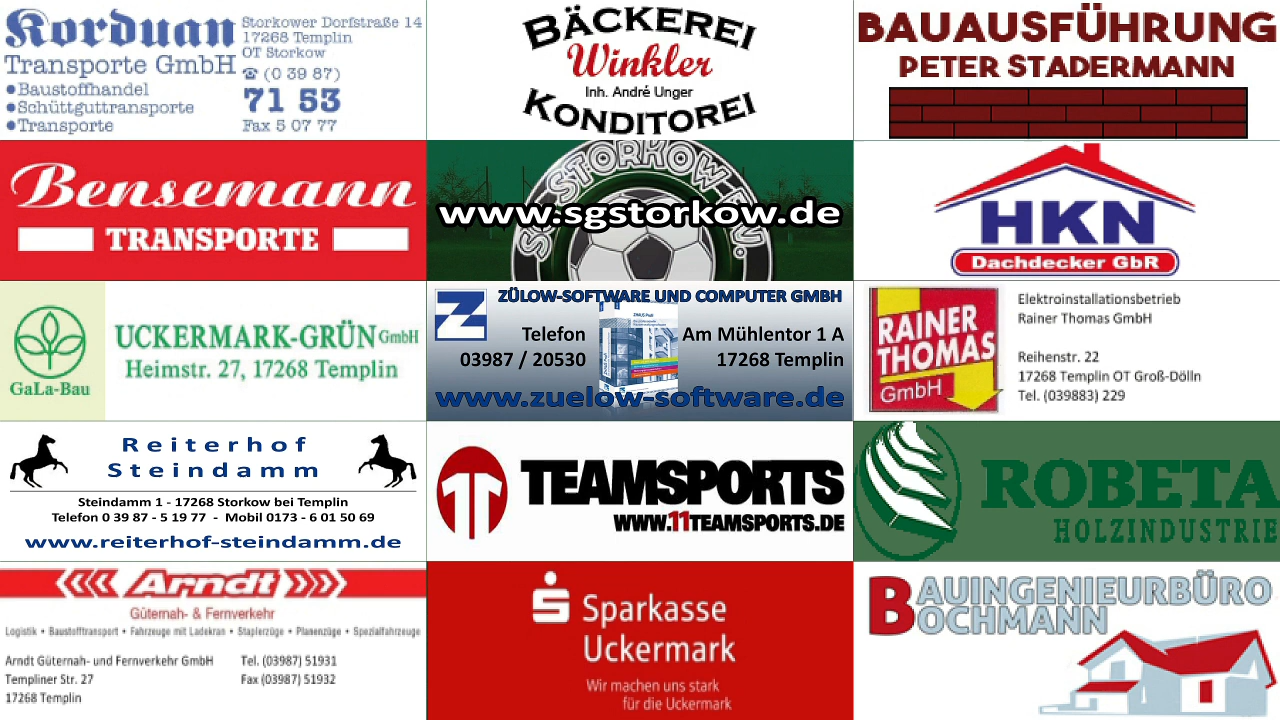 Korduan
Transporte GmbH
•Baustoffhandel
•Schüttguttransporte
•Transporte
Storkower Dorfstraße 14
17268 Templin
OT Storkow
☎ (0 39 87)
71 53
Fax 5 07 77
BÄCKEREI
Winkler
Inh. André Unger
KONDITOREI
BAUAUSFÜHRUNG
PETER STADERMANN
Bensemann
TRANSPORTE
SG STORKOW E.V.
www.sgstorkow.de
HKN
Dachdecker GbR
GaLa-Bau
UCKERMARK-GRÜN GmbH
Heimstr. 27, 17268 Templin
Z
ZÜLOW-SOFTWARE UND COMPUTER GMBH
Telefon
03987 / 20530
Am Mühlentor 1 A
17268 Templin
www.zuelow-software.de
RAINER
THOMAS
GmbH
Elektroinstallationsbetrieb
Rainer Thomas GmbH
Reihenstr. 22
17268 Templin OT Groß-Dölln
Tel. (039883) 229
Reiterhof
Steindamm
Steindamm 1 - 17268 Storkow bei Templin
Telefon 0 39 87 - 5 19 77 - Mobil 0173 - 6 01 50 69
www.reiterhof-steindamm.de
TEAMSPORTS
www.11TEAMSPORTS.DE
ROBETA
HOLZINDUSTRIE
Arndt
Güternah- & Fernverkehr
Logistik • Baustofftransport • Fahrzeuge mit Ladekran • Staplerzüge • Planenzüge • Spezialfahrzeuge
Arndt Güternah- und Fernverkehr GmbH
Templiner Str. 27
17268 Templin
Tel. (03987) 51931
Fax (03987) 51932
Sparkasse
Uckermark
Wir machen uns stark
für die Uckermark
BAUINGENIEURBÜRO
BOCHMANN